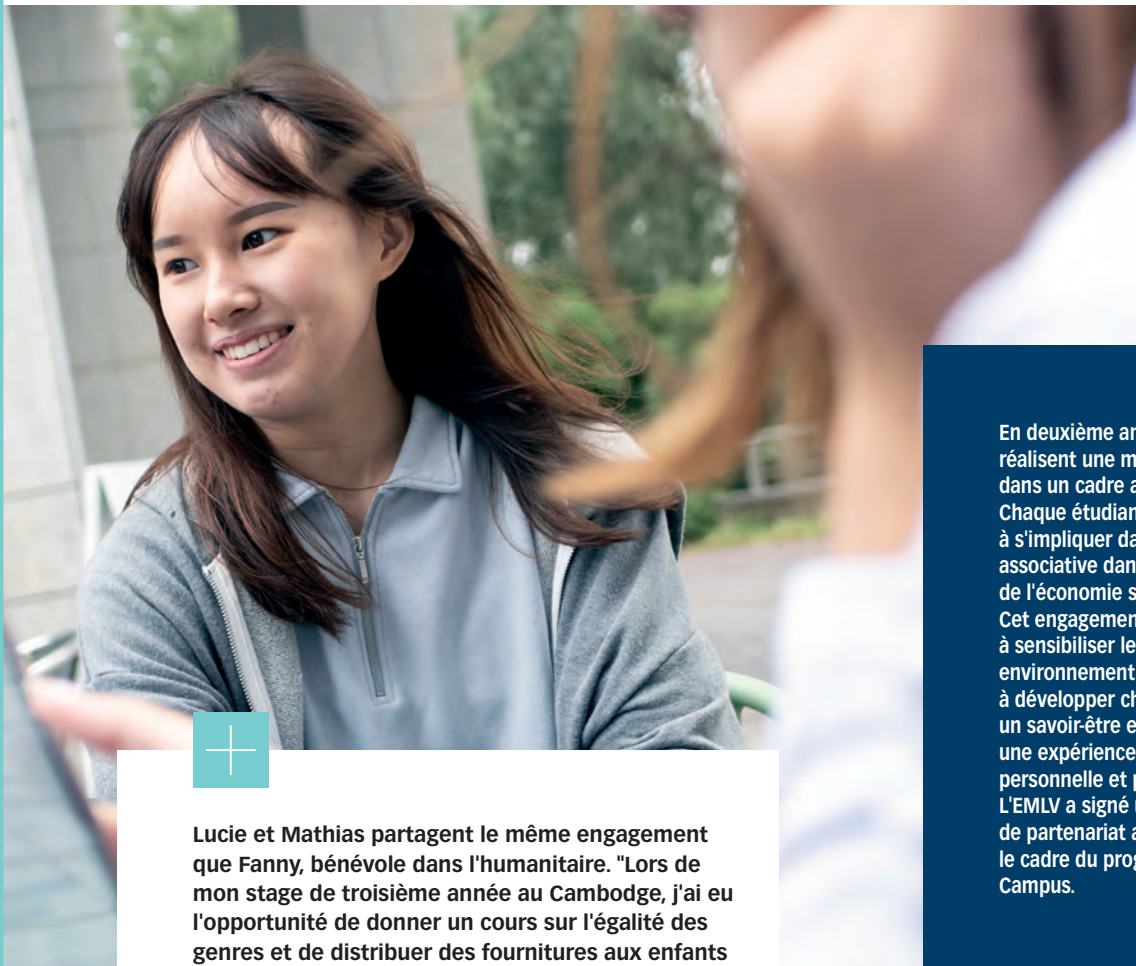 Lucie et Mathias partagent le même engagement
que Fanny, bénévole dans l'humanitaire. "Lors de
mon stage de troisième année au Cambodge, j'ai eu
l'opportunité de donner un cours sur l'égalité des
genres et de distribuer des fournitures aux enfants
En deuxième
réalisent une
dans un cadre
Chaque
à s'impliquer
associative
de l'économie
Cet
à sensibiliser
à développer
un savoir-être
une expérience
personnelle et
L'EMLV a signé
de partenariat
le cadre du
Campus.